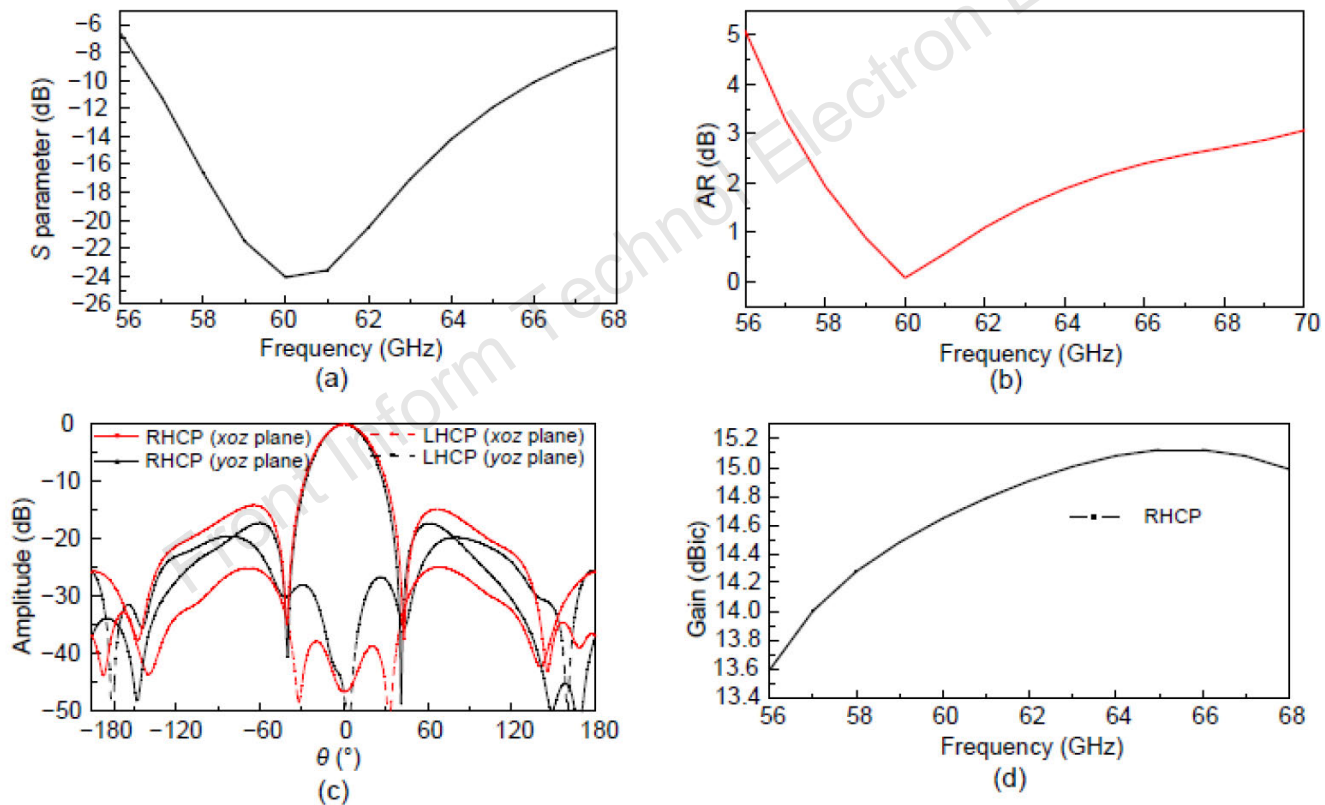 −6
−8
−10
−12
−14
−16
−18
−20
−22
−24
−26
S parameter (dB)
56 58 60 62 64 66 68
Frequency (GHz)
(a)
5
4
3
2
1
0
AR (dB)
56 58 60 62 64 66 68 70
Frequency (GHz)
(b)
0
−10
−20
−30
−40
−50
Amplitude (dB)
RHCP (xoz plane) LHCP (xoz plane)
RHCP (yoz plane) LHCP (yoz plane)
−180 −120 −60 0 60 120 180
θ (°)
(c)
15.2
15.0
14.8
14.6
14.4
14.2
14.0
13.8
13.6
13.4
Gain (dBic)
RHCP
56 58 60 62 64 66 68
Frequency (GHz)
(d)
Front Inform Technol Electron E